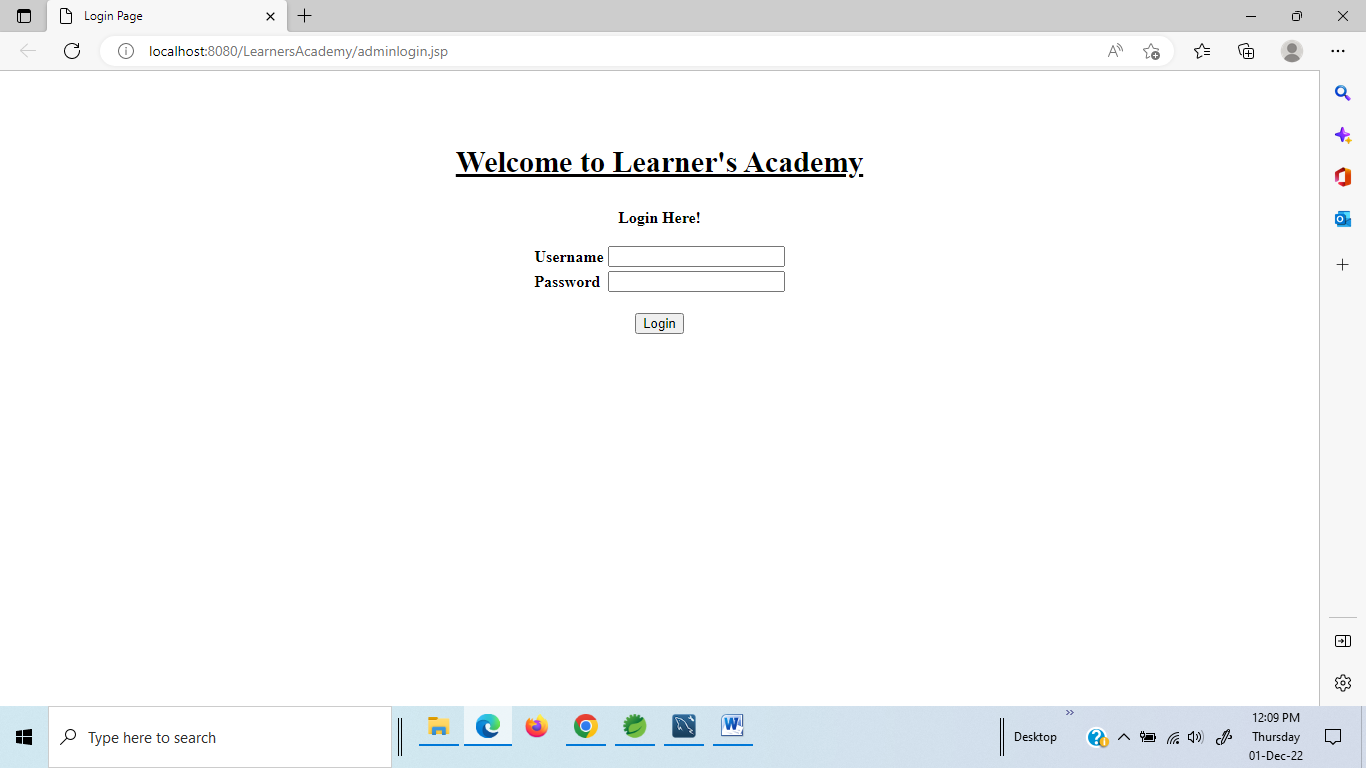 Login Page
localhost:8080/LearnersAcademy/adminlogin.jsp
Welcome to Learner's Academy
Login Here!
Username
Password
Login
Type here to search
Desktop
12:09 PM
Thursday
01-Dec-22